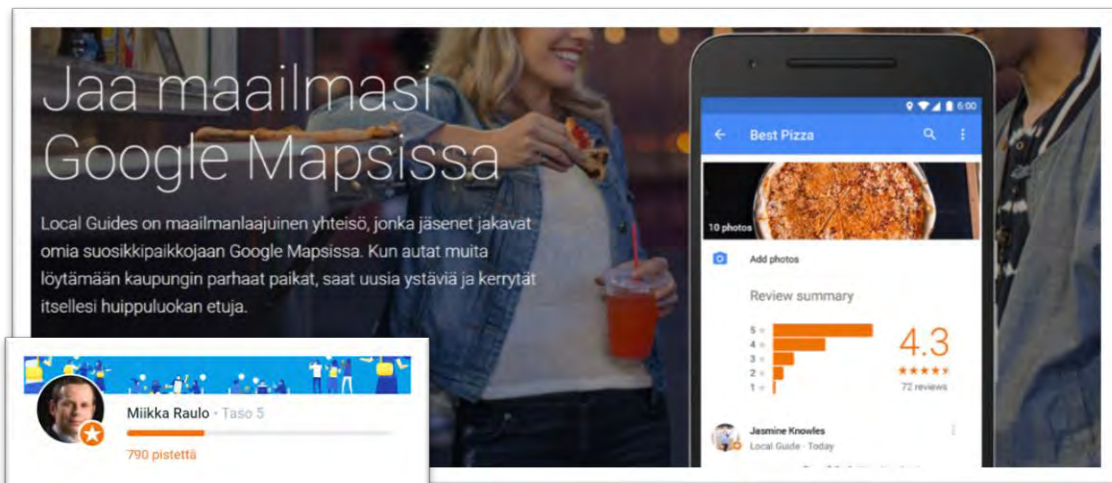 Jaa maailmasi
Google Mapsissa
Local Guides on maailmanlaajuinen yhteisö, jonka jäsenet jakavat
omia suosikkipaikkojaan Google Mapsissa. Kun autat muita
löytämään kaupungin parhaat paikat, saat uusia ystäviä ja kerrytät
itsellesi huippuluokan etuja.
Miikka Raulo · Taso 5
790 pistettä
6:00
Best Pizza
10 photos
Add photos
Review summary
5
4
3
2
1
4.3
72 reviews
Jasmine Knowles
Local Guide · Today